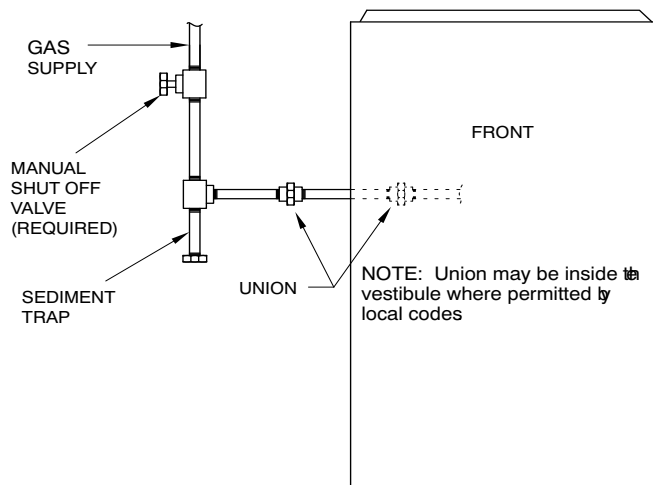 GAS
SUPPLY
FRONT
MANUAL
SHUT OFF
VALVE
(REQUIRED)
SEDIMENT
TRAP
UNION
NOTE: Union may be inside the
vestibule where permitted by
local codes